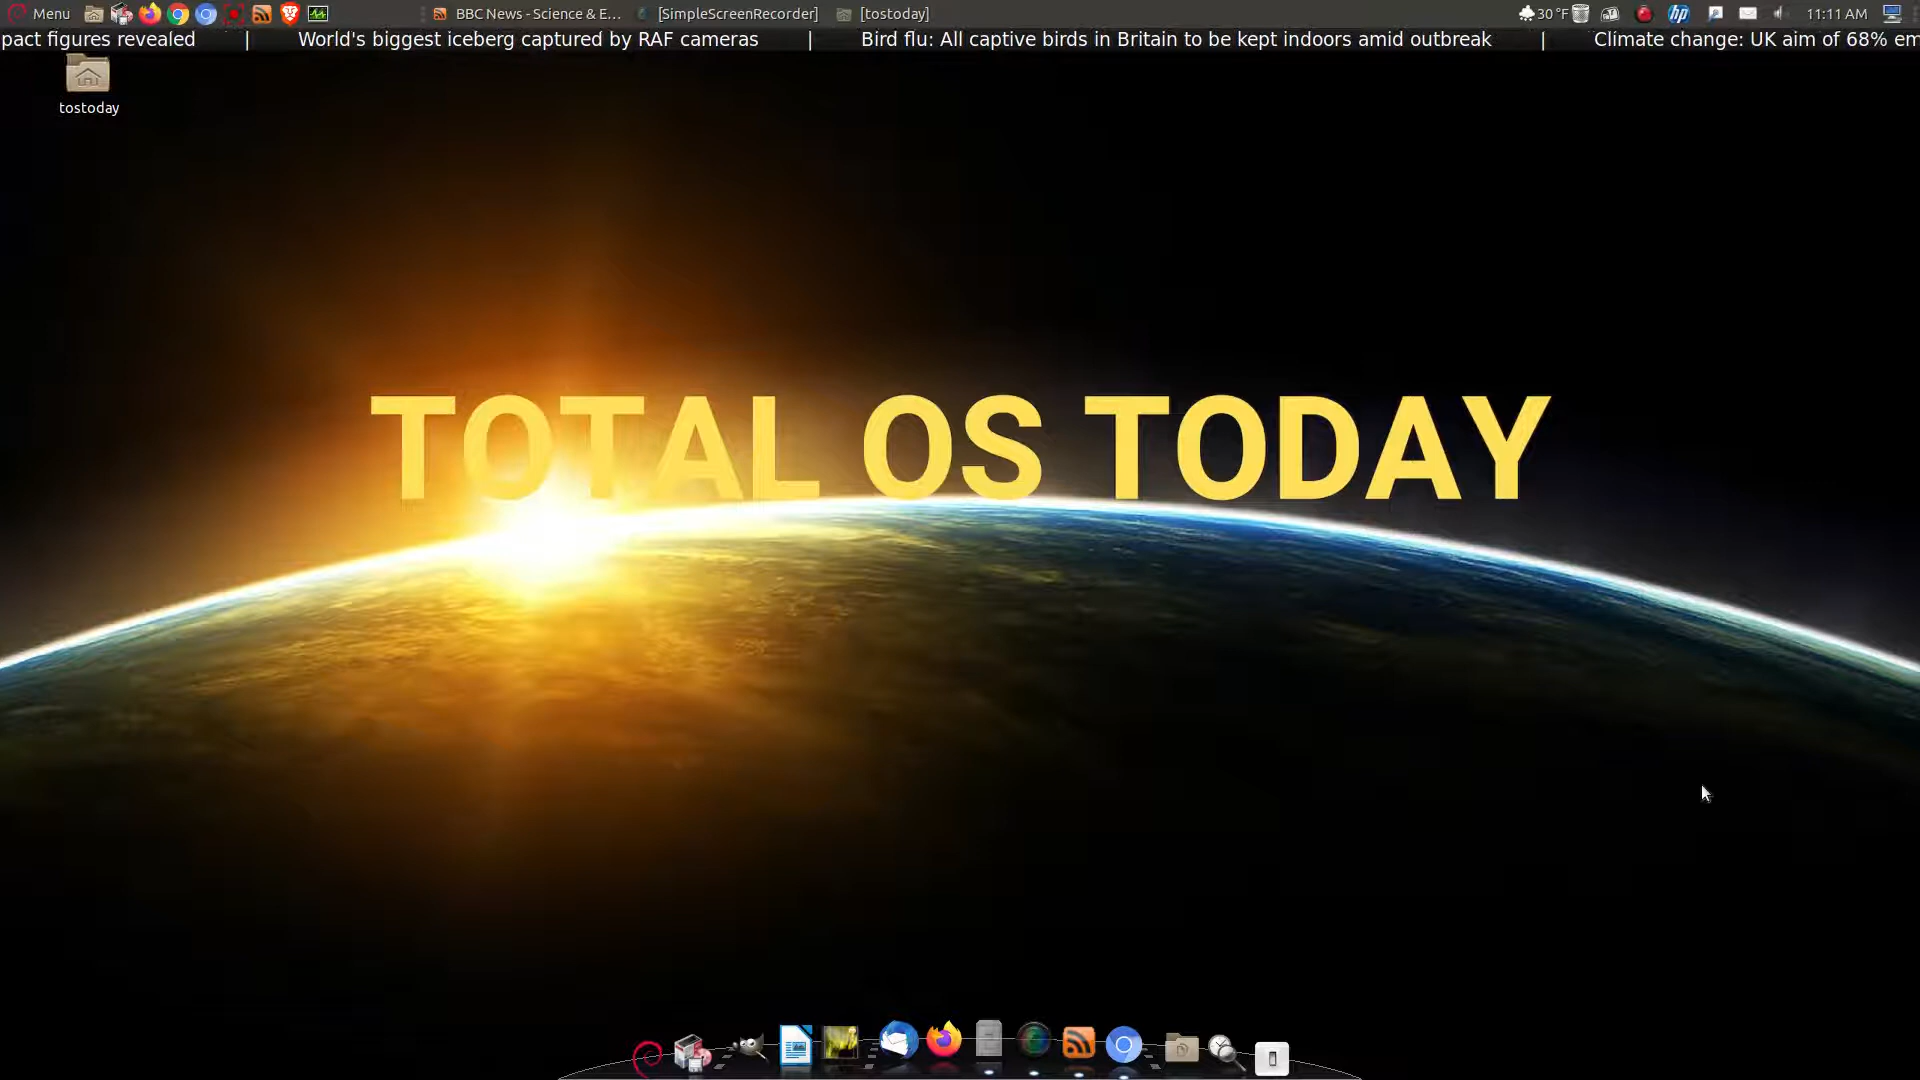 Menu
BBC News - Science & E...
[SimpleScreenRecorder]
[tostoday]
30 °F
hp
11:11 AM
pact figures revealed | World's biggest iceberg captured by RAF cameras | Bird flu: All captive birds in Britain to be kept indoors amid outbreak | Climate change: UK aim of 68% em
tostoday
TOTAL OS TODAY